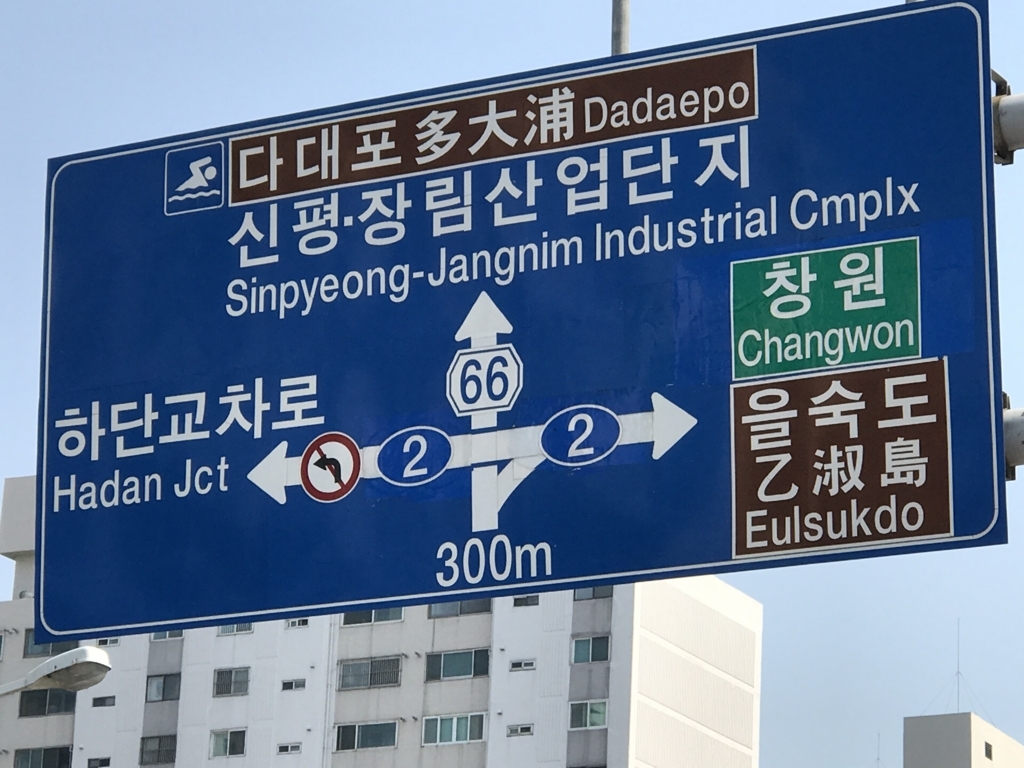 다대포 多大浦 Dadaepo
신평·장림산업단지
Sinpyeong-Jangnim Industrial Cmplx
창원
Changwon
66
하단교차로
Hadan Jct
2
2
을숙도
乙淑島
Eulsukdo
300m